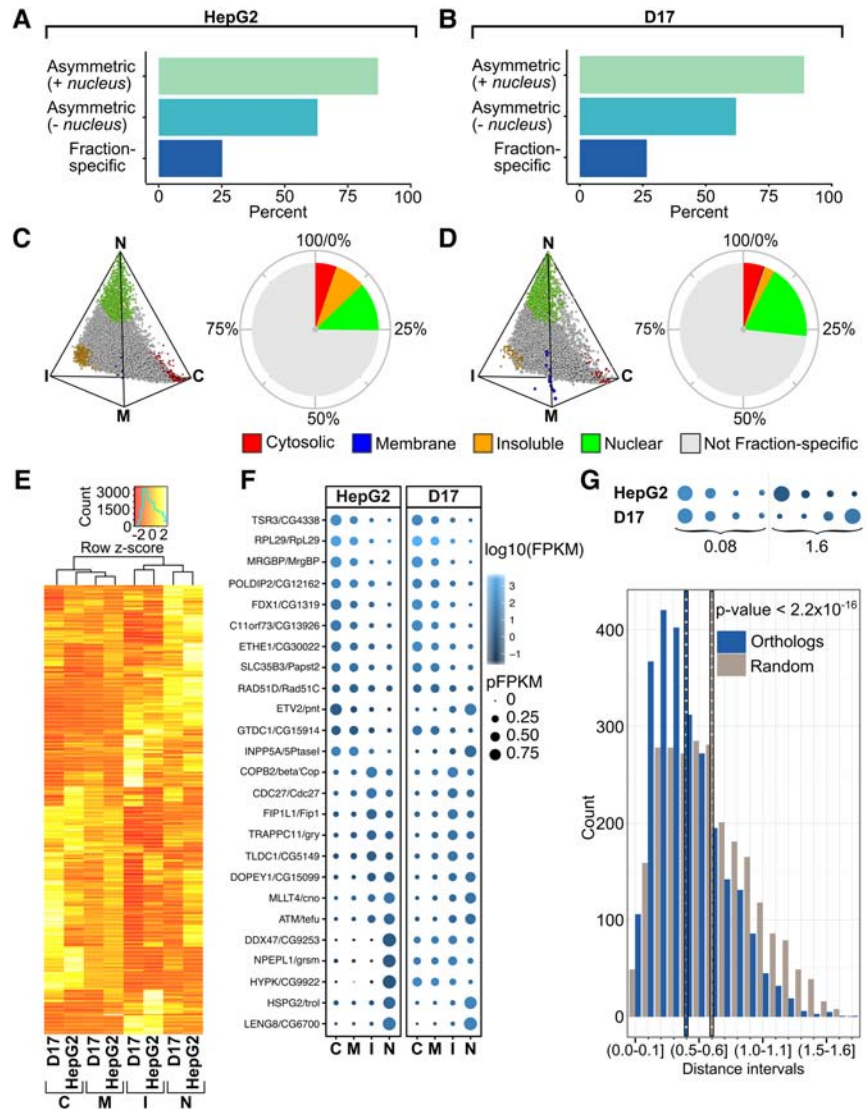 A
HepG2
Asymmetric
(+ nucleus)
Asymmetric
(- nucleus)
Fraction-
specific
0
25
50
75
100
Percent
B
D17
Asymmetric
(+ nucleus)
Asymmetric
(- nucleus)
Fraction-
specific
0
25
50
75
100
Percent
C
N
I
C
M
100/0%
75%
25%
50%
D
N
I
C
M
100/0%
75%
25%
50%
Cytosolic
Membrane
Insoluble
Nuclear
Not Fraction-specific
E
Count
3000
1500
0
-2 0 2
Row z-score
D17
HepG2
D17
HepG2
D17
HepG2
D17
HepG2
C
M
I
N
F
HepG2
D17
TSR3/CG4338
RPL29/RpL29
MRGBP/MrgBP
POLDIP2/CG12162
FDX1/CG1319
C11orf73/CG13926
ETHE1/CG30022
SLC35B3/Papst2
RAD51D/Rad51C
ETV2/pnt
GTDC1/CG15914
INPP5A/5PtaseI
COPB2/beta'Cop
CDC27/Cdc27
FIP1L1/Fip1
TRAPPC11/gry
TLDC1/CG5149
DOPEY1/CG15099
MLLT4/cno
ATM/tefu
DDX47/CG9253
NPEPL1/grsm
HYPK/CG9922
HSPG2/trol
LENG8/CG6700
C M I N
C M I N
log10(FPKM)
3
2
1
0
−1
pFPKM
0
0.25
0.50
0.75
G
HepG2
D17
0.08
1.6
p-value < 2.2x10-16
Orthologs
Random
Count
400
300
200
100
0
(0.0-0.1]
(0.5-0.6]
(1.0-1.1]
(1.5-1.6]
Distance intervals